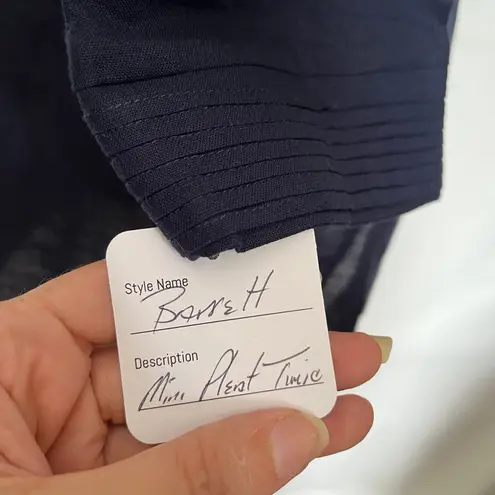 Style Name
Barrett
Description
Mini Pleat Tunic